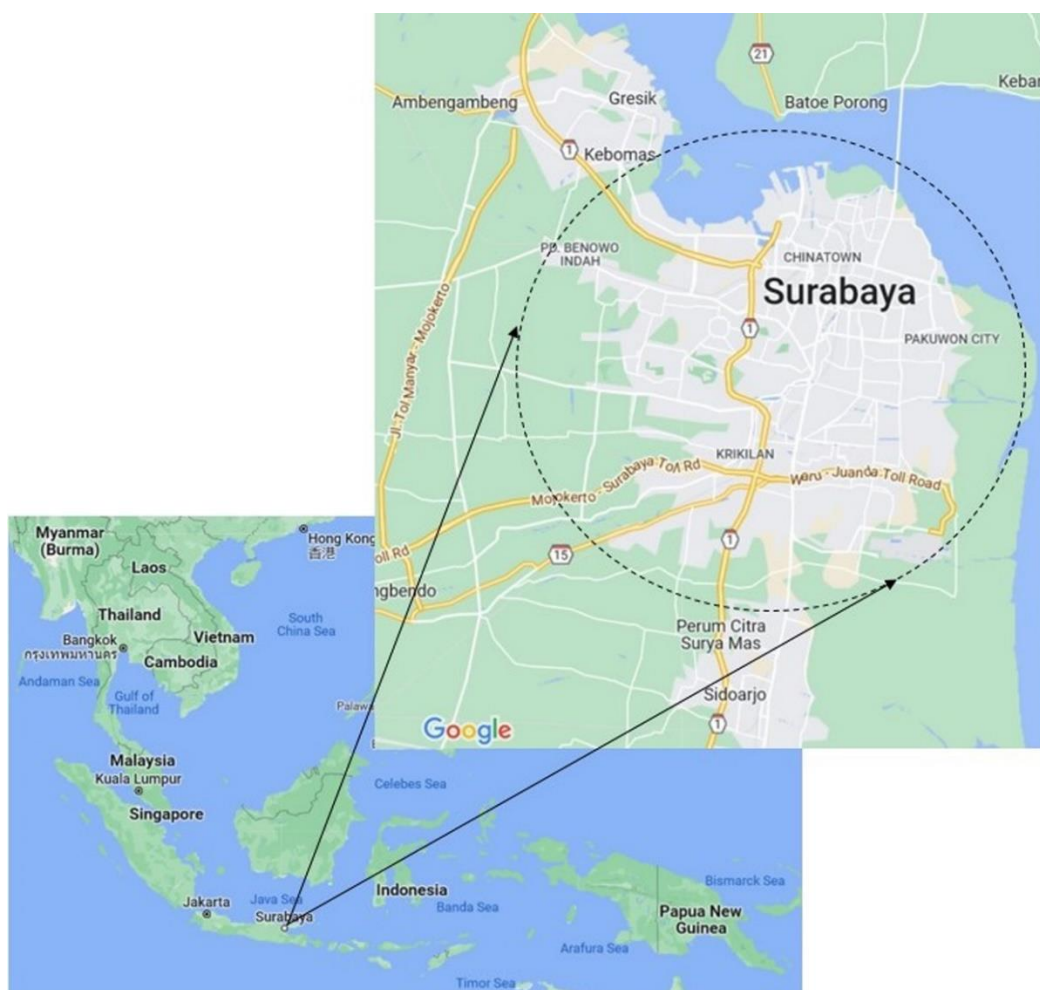 21
Kebar
Ambengambeng
Gresik
Batoe Porong
1
Kebomas
PD. BENOWO
INDAH
CHINATOWN
Surabaya
1
PAKUWON CITY
Jl. Tol Manyar - Mojokerto
KRIKILAN
Mojokerto - Surabaya Toll Rd
Waru - Juanda Toll Road
oll Rd
15
1
ngbendo
Perum Citra
Surya Mas
Sidoarjo
1
Google
Myanmar
(Burma)
Hong Kong
香港
Laos
Thailand
South
China Sea
Vietnam
Bangkok
กรุงเทพมหานคร
Cambodia
Andaman Sea
Gulf of
Thailand
Palawa
Malaysia
Kuala Lumpur
Celebes Sea
Singapore
Indonesia
Bismarck Sea
Jakarta
Java Sea
Surabaya
Banda Sea
Papua New
Guinea
Arafura Sea
Timor Sea